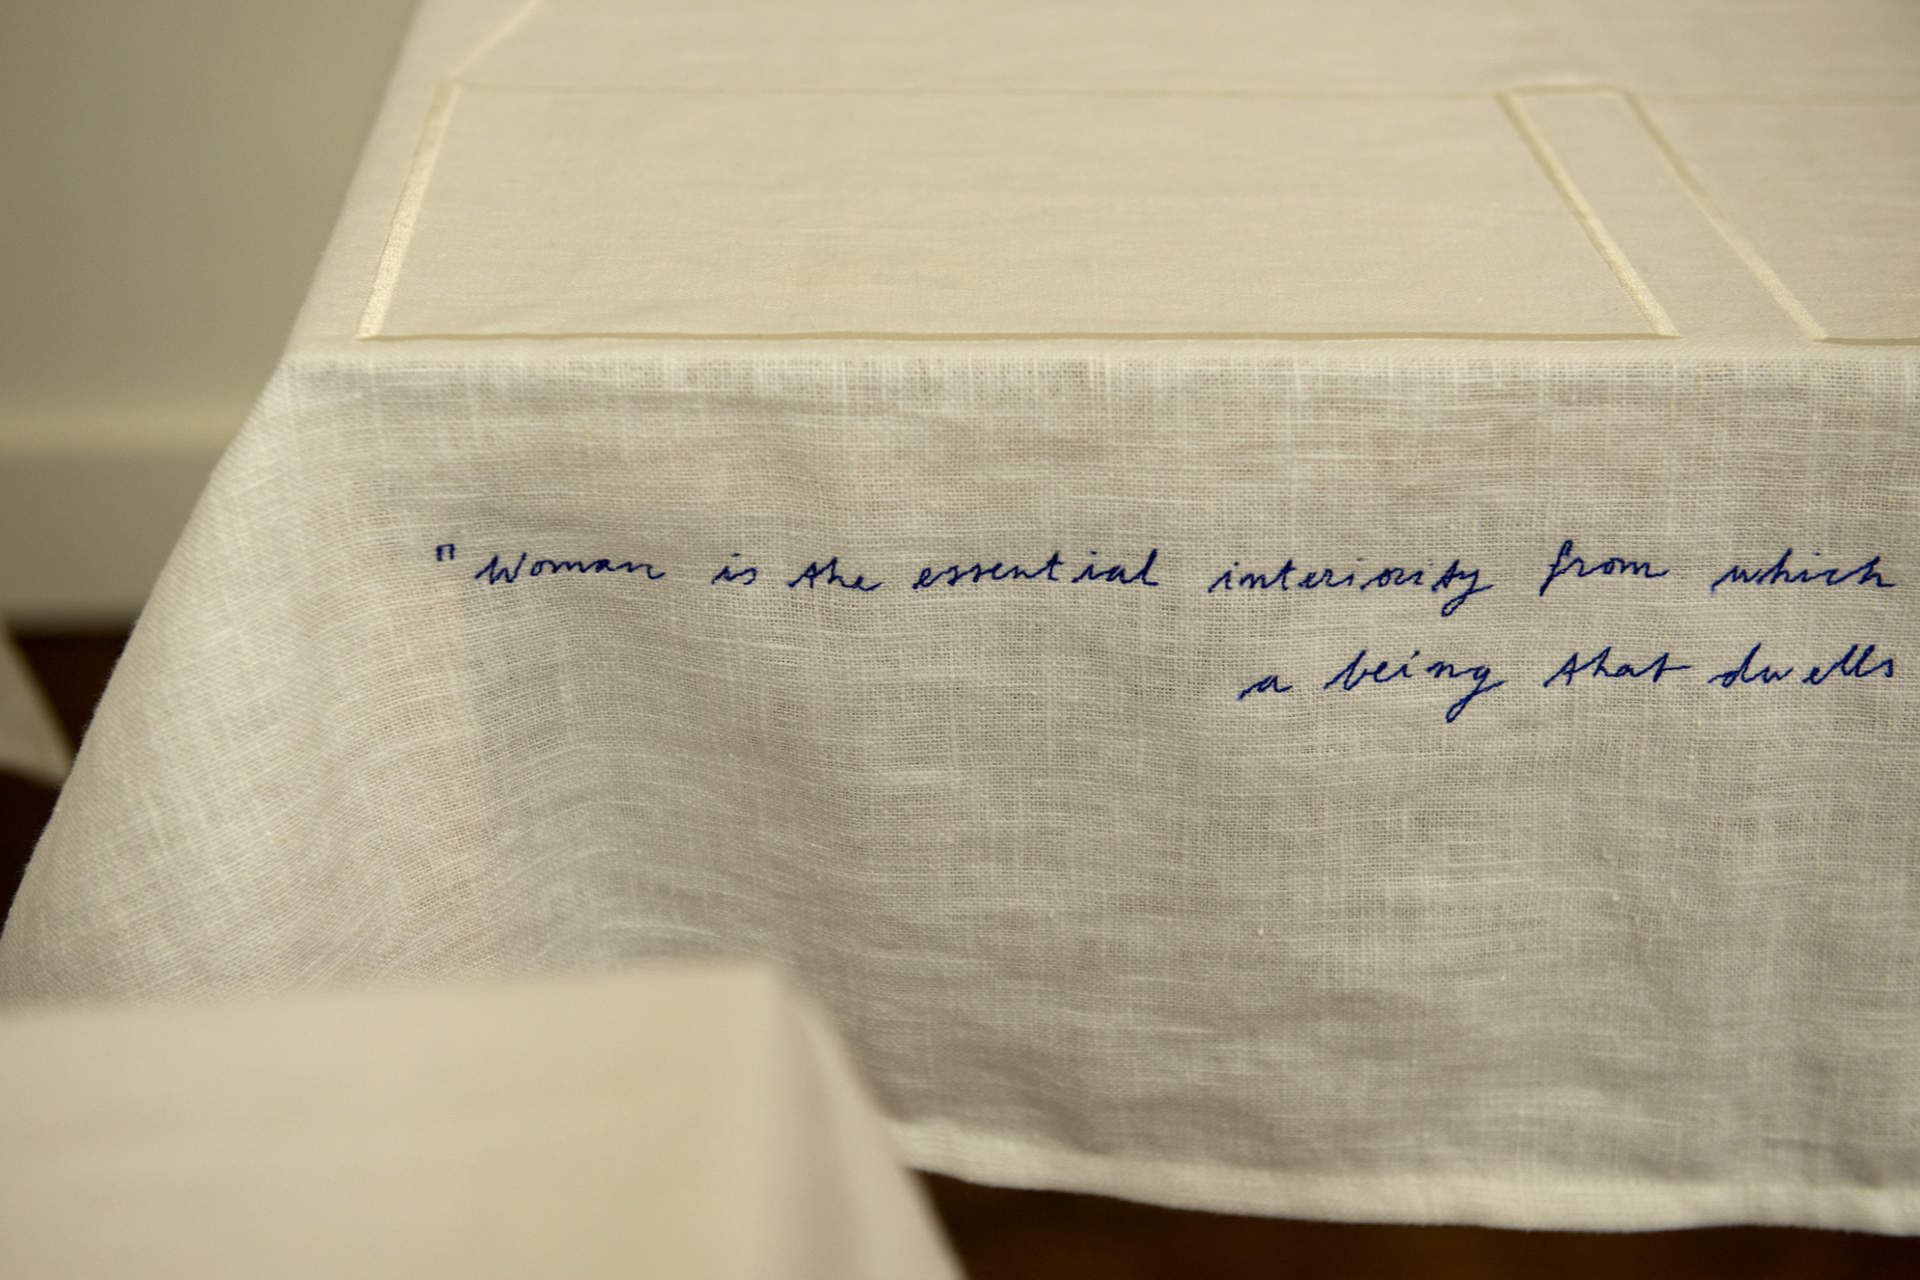 "Woman is the essential interiority from which
a being that dwells